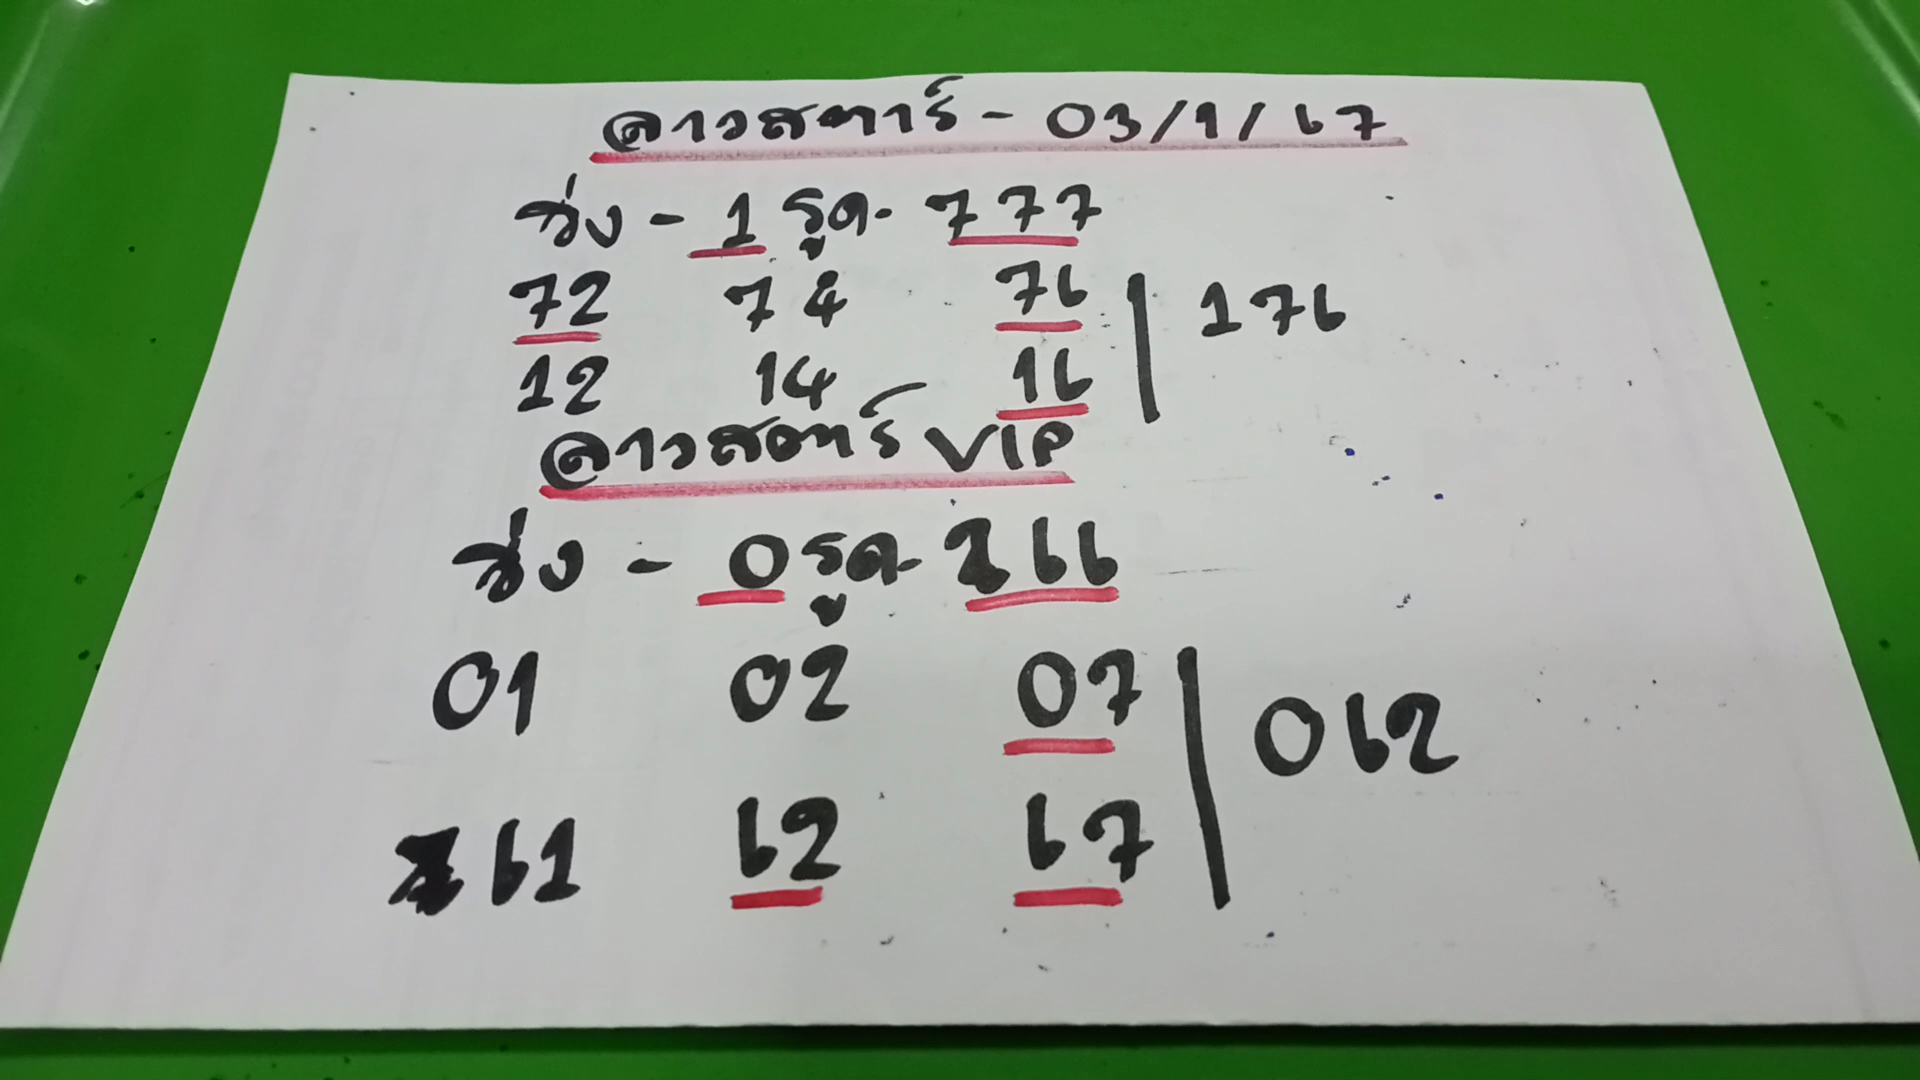 ลาวสตาร์ - 03/1/67
วิ่ง - 1 รูด - 777
72 74 76 | 176
12 14 16
ลาวสตาร์ VIP
วิ่ง - 0 รูด - 666
01 02 07 | 062
61 62 67